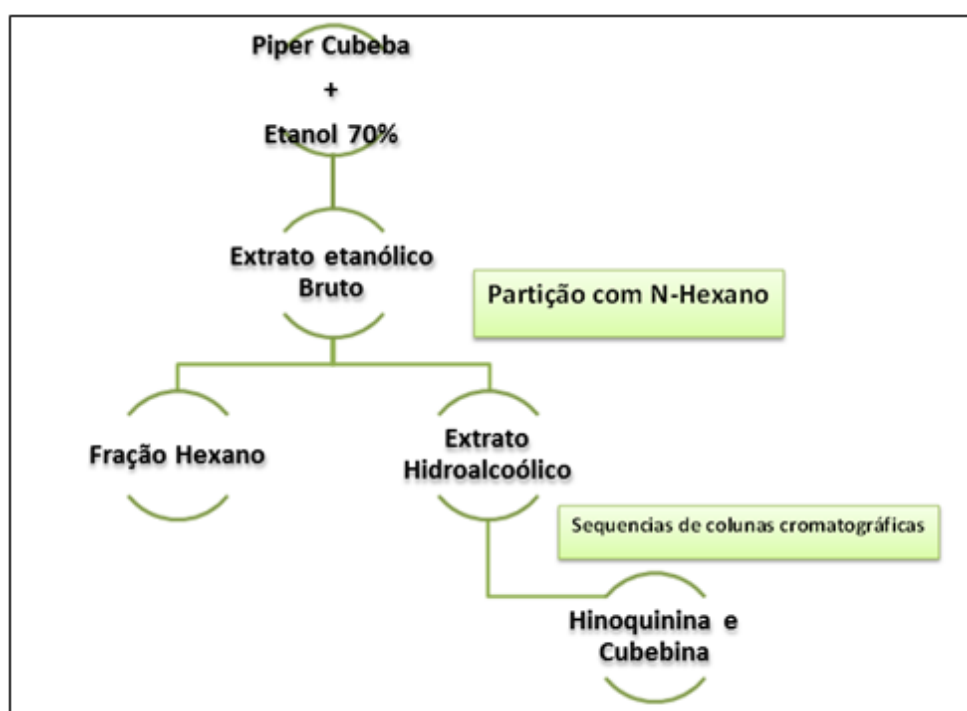 Piper Cubeba
+
Etanol 70%
Extrato etanólico
Bruto
Partição com N-Hexano
Fração Hexano
Extrato
Hidroalcoólico
Sequencias de colunas cromatográficas
Hinoquinina e
Cubebina